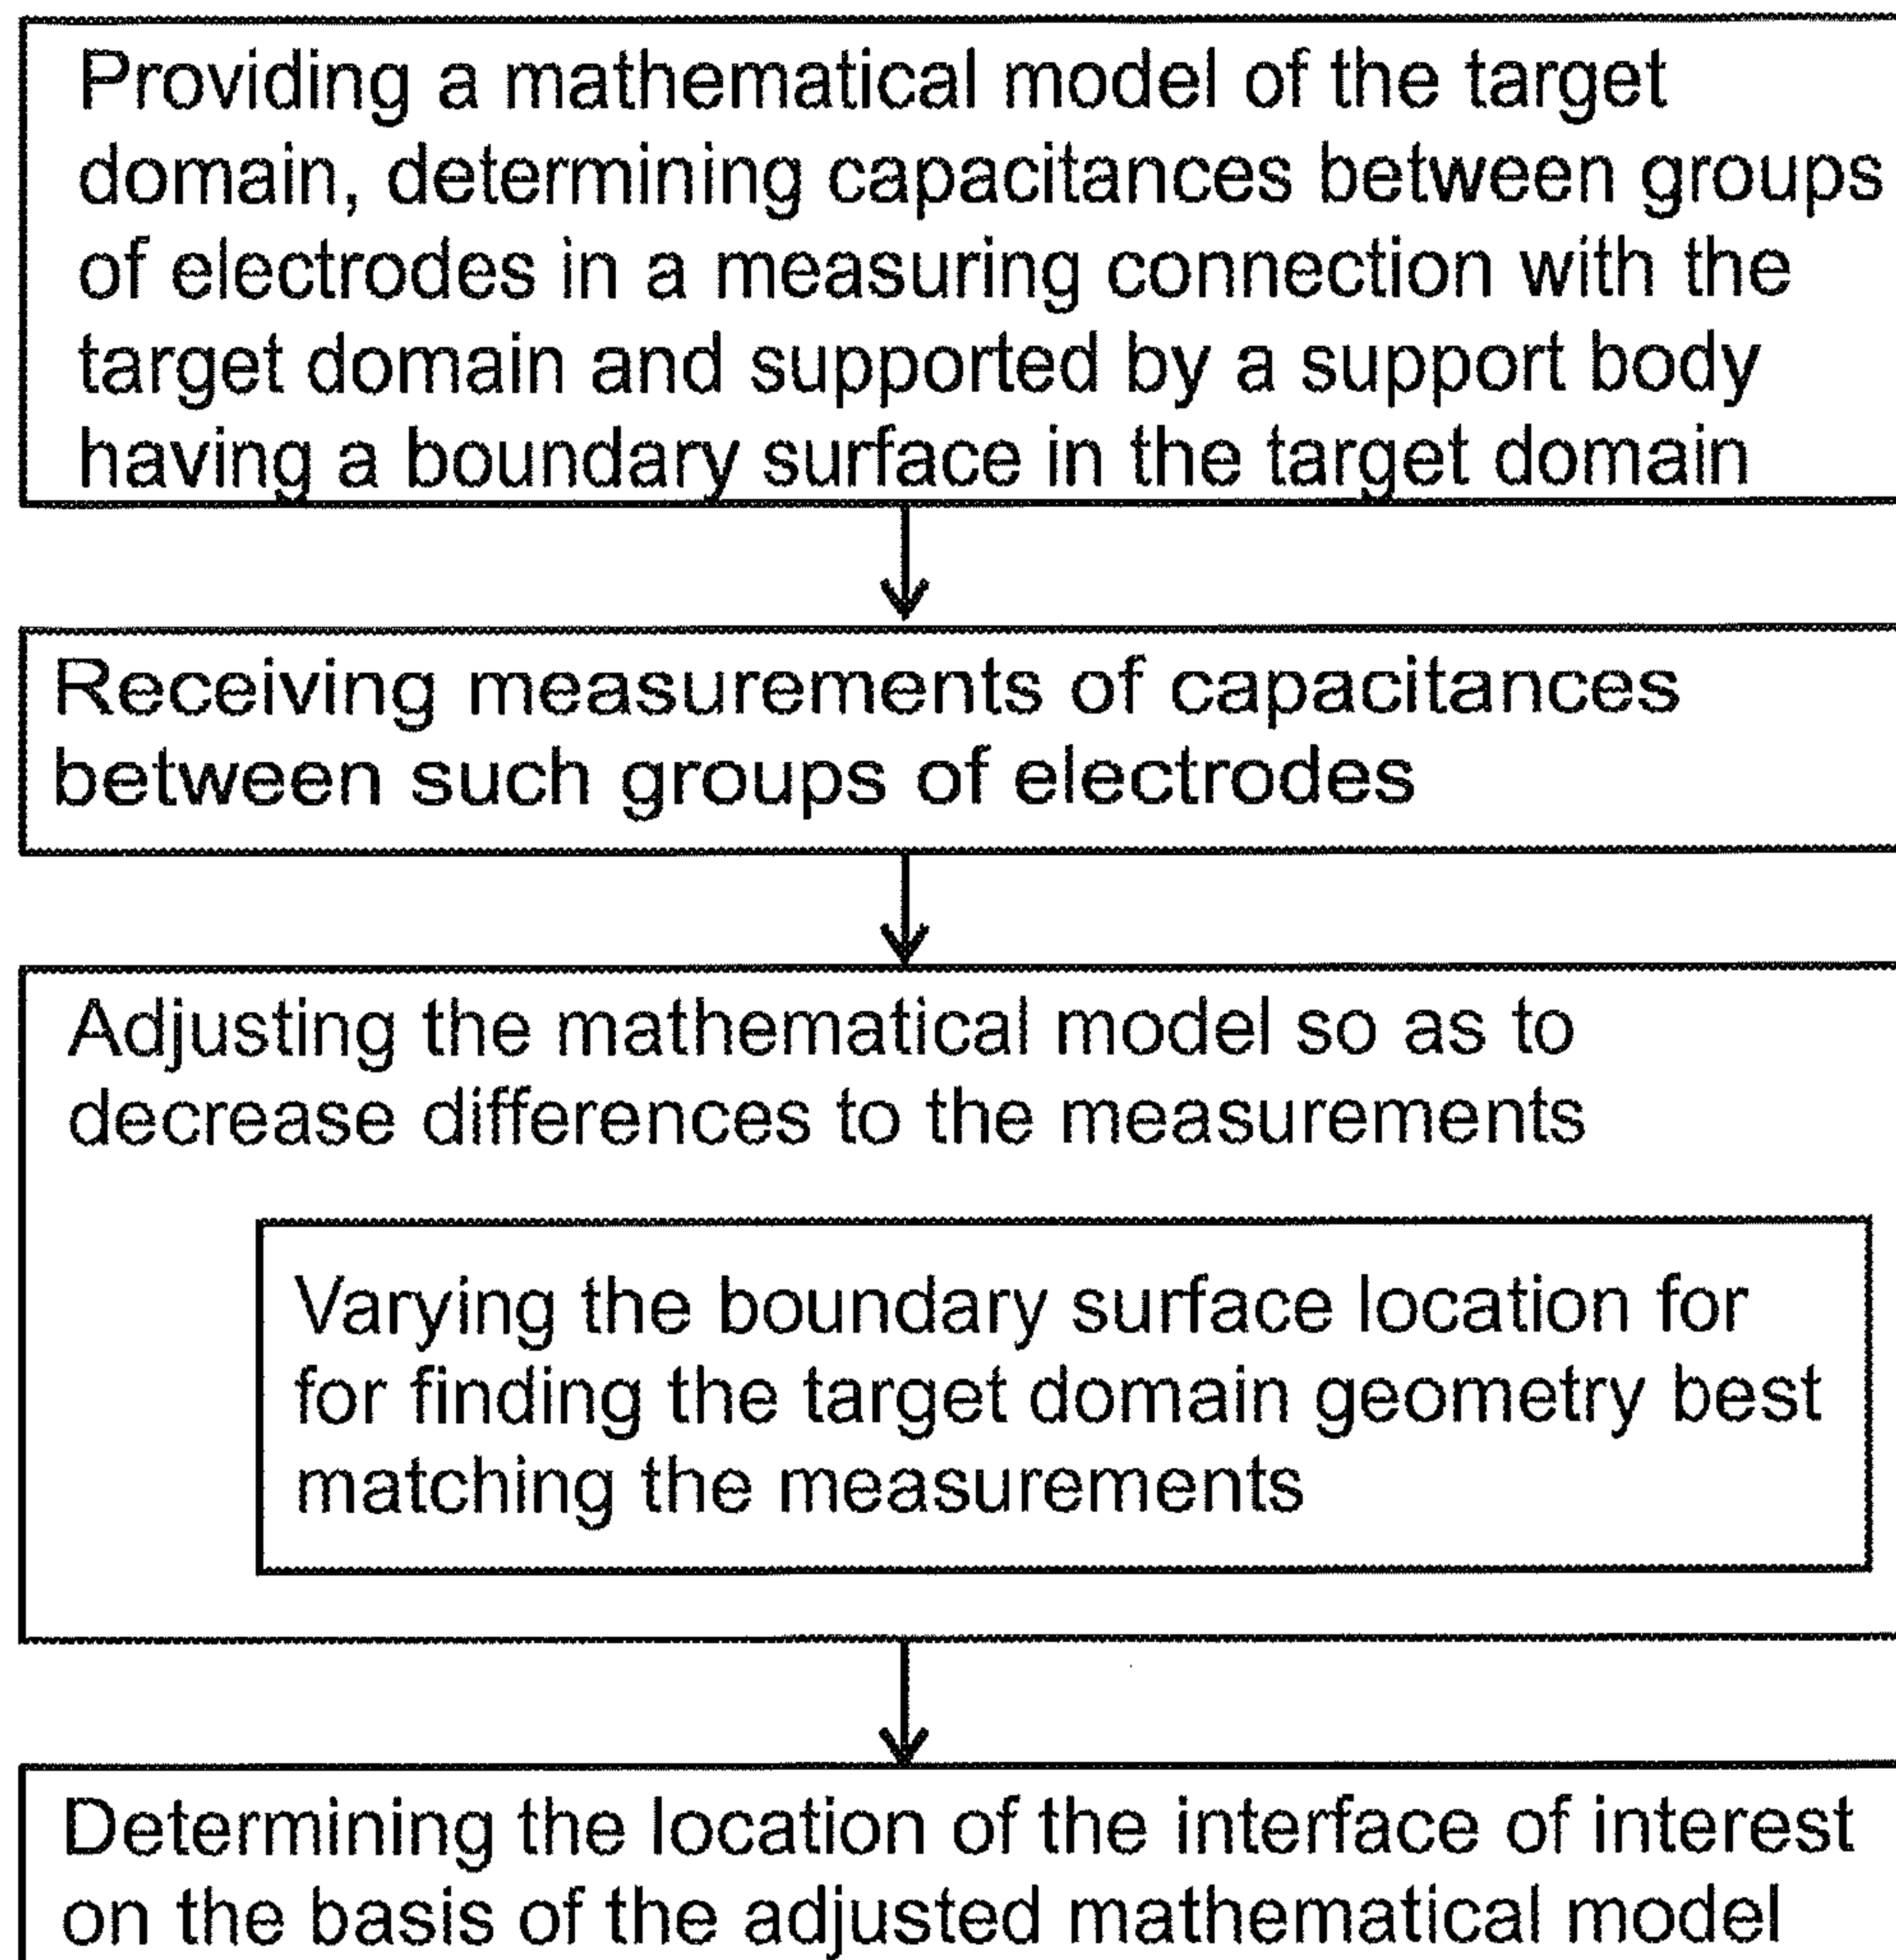 Providing a mathematical model of the target
domain, determining capacitances between groups
of electrodes in a measuring connection with the
target domain and supported by a support body
having a boundary surface in the target domain
Receiving measurements of capacitances
between such groups of electrodes
Adjusting the mathematical model so as to
decrease differences to the measurements
Varying the boundary surface location for
for finding the target domain geometry best
matching the measurements
Determining the location of the interface of interest
on the basis of the adjusted mathematical model